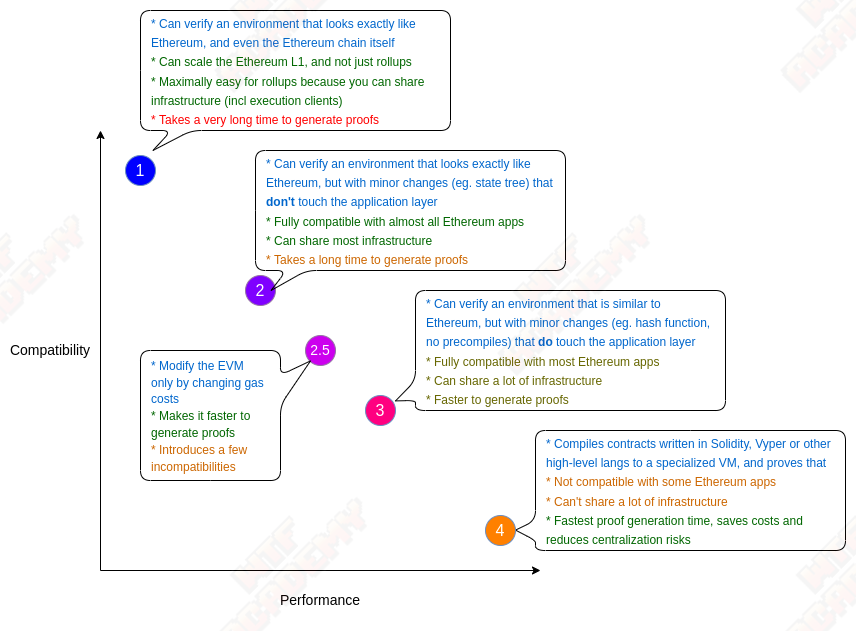 * Can verify an environment that looks exactly like
Ethereum, and even the Ethereum chain itself
* Can scale the Ethereum L1, and not just rollups
* Maximally easy for rollups because you can share
infrastructure (incl execution clients)
* Takes a very long time to generate proofs
1
* Can verify an environment that looks exactly like
Ethereum, but with minor changes (eg. state tree) that
don't touch the application layer
* Fully compatible with almost all Ethereum apps
* Can share most infrastructure
* Takes a long time to generate proofs
2
* Can verify an environment that is similar to
Ethereum, but with minor changes (eg. hash function,
no precompiles) that do touch the application layer
* Fully compatible with most Ethereum apps
* Can share a lot of infrastructure
* Faster to generate proofs
Compatibility
2.5
* Modify the EVM
only by changing gas
costs
* Makes it faster to
generate proofs
* Introduces a few
incompatibilities
3
* Compiles contracts written in Solidity, Vyper or other
high-level langs to a specialized VM, and proves that
* Not compatible with some Ethereum apps
* Can't share a lot of infrastructure
* Fastest proof generation time, saves costs and
reduces centralization risks
4
Performance
WTF
ACADEMY
WTF
ACADEMY